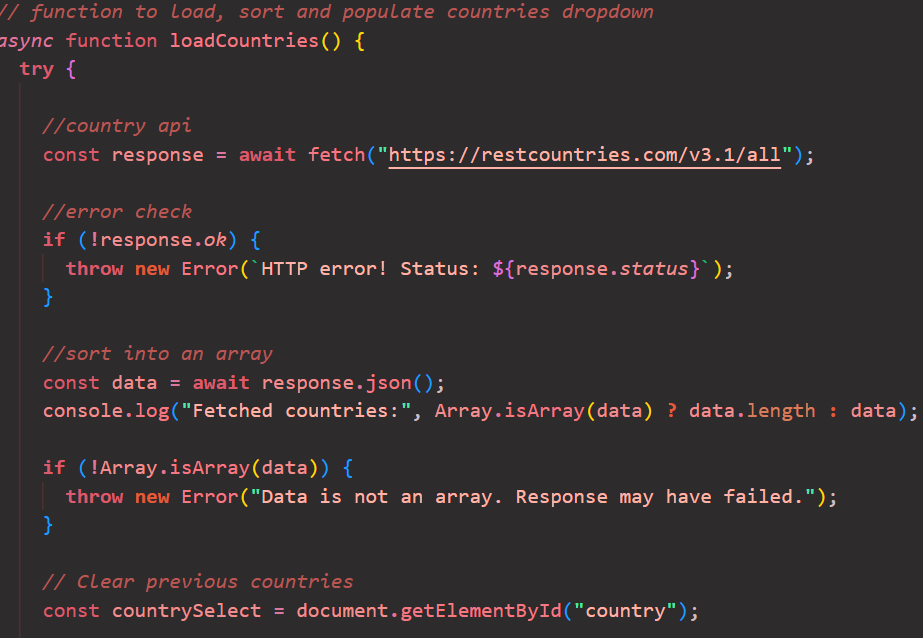 // function to load, sort and populate countries dropdown
async function loadCountries() {
try {
//country api
const response = await fetch("https://restcountries.com/v3.1/all");
//error check
if (!response.ok) {
throw new Error(`HTTP error! Status: ${response.status}`);
}
//sort into an array
const data = await response.json();
console.log("Fetched countries:", Array.isArray(data) ? data.length : data);
if (!Array.isArray(data)) {
throw new Error("Data is not an array. Response may have failed.");
}
// Clear previous countries
const countrySelect = document.getElementById("country");